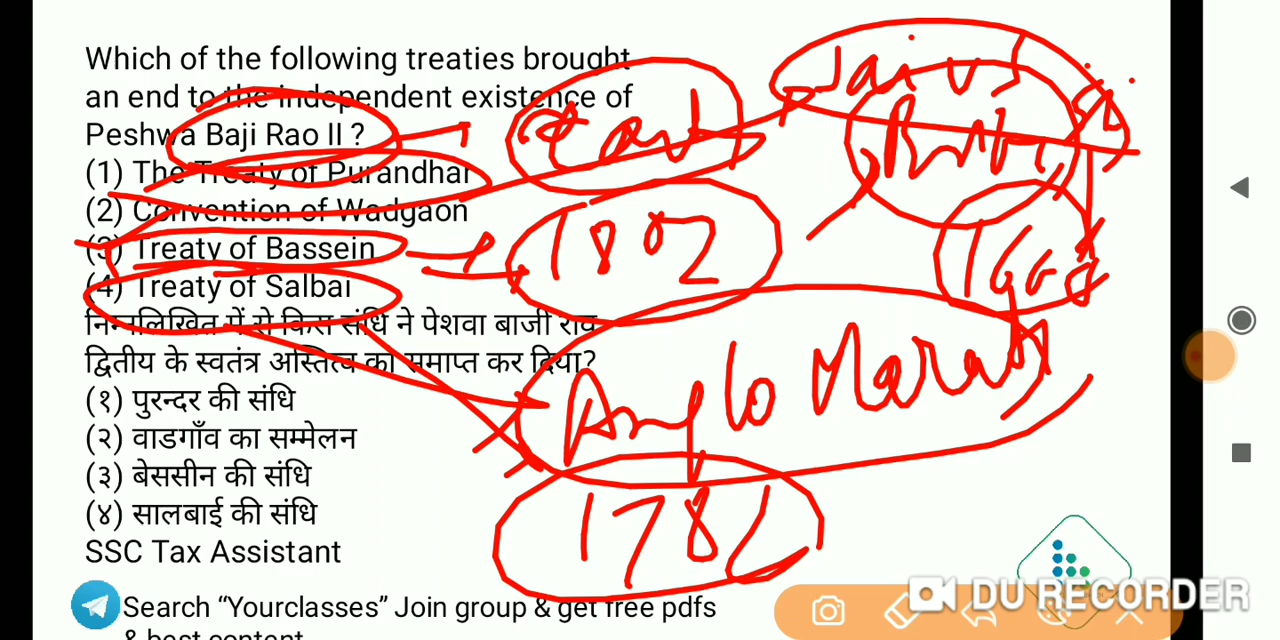 Which of the following treaties brought
an end to the independent existence of
Peshwa Baji Rao II ?
(1) The Treaty of Purandhar
(2) Convention of Wadgaon
(3) Treaty of Bassein
(4) Treaty of Salbai
निम्नलिखित में से किस संधि ने पेशवा बाजी राव
द्वितीय के स्वतंत्र अस्तित्व को समाप्त कर दिया?
(१) पुरन्दर की संधि
(२) वाडगाँव का सम्मेलन
(३) बेससीन की संधि
(४) सालबाई की संधि
SSC Tax Assistant
Search “Yourclasses” Join group & get free pdfs
& best content
1802
Anglo Marath
1782
DU RECORDER